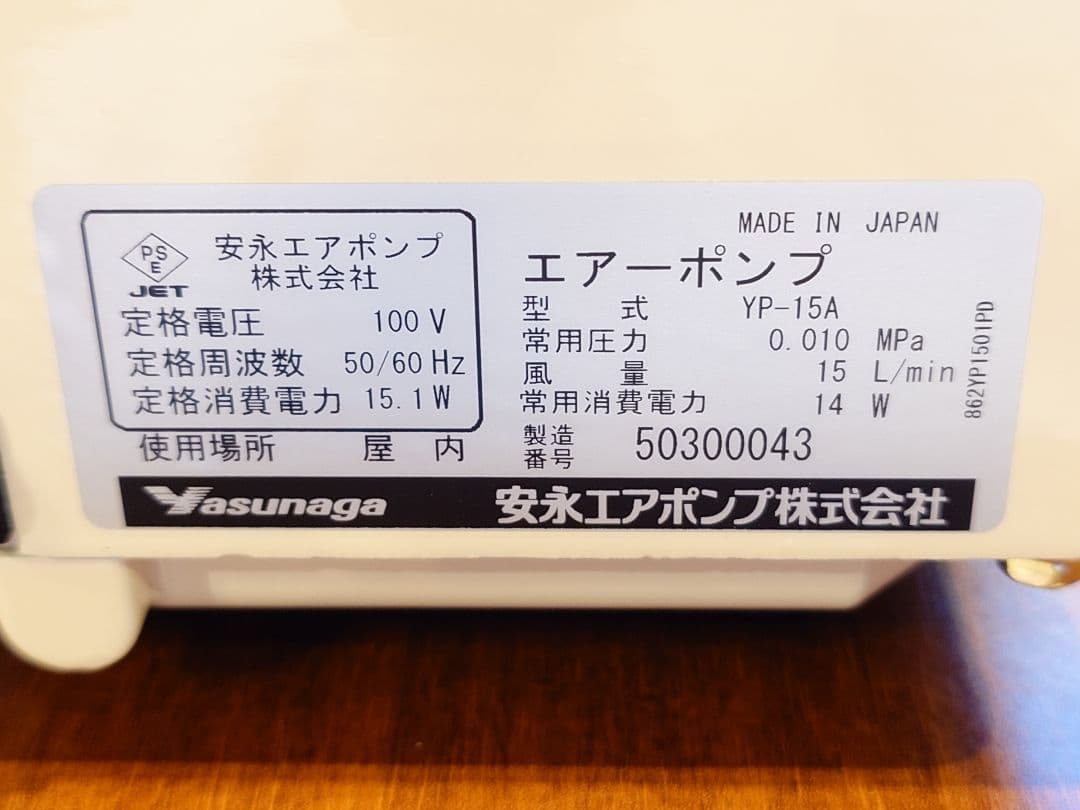 PSE
JET
安永エアポンプ
株式会社
定格電圧 100 V
定格周波数 50/60 Hz
定格消費電力 15.1 W
使用場所 屋 内
MADE IN JAPAN
エアーポンプ
型 式 YP-15A
常用圧力 0.010 MPa
風 量 15 L/min
常用消費電力 14 W
製造番号 50300043
862YP1501PD
Yasunaga 安永エアポンプ株式会社